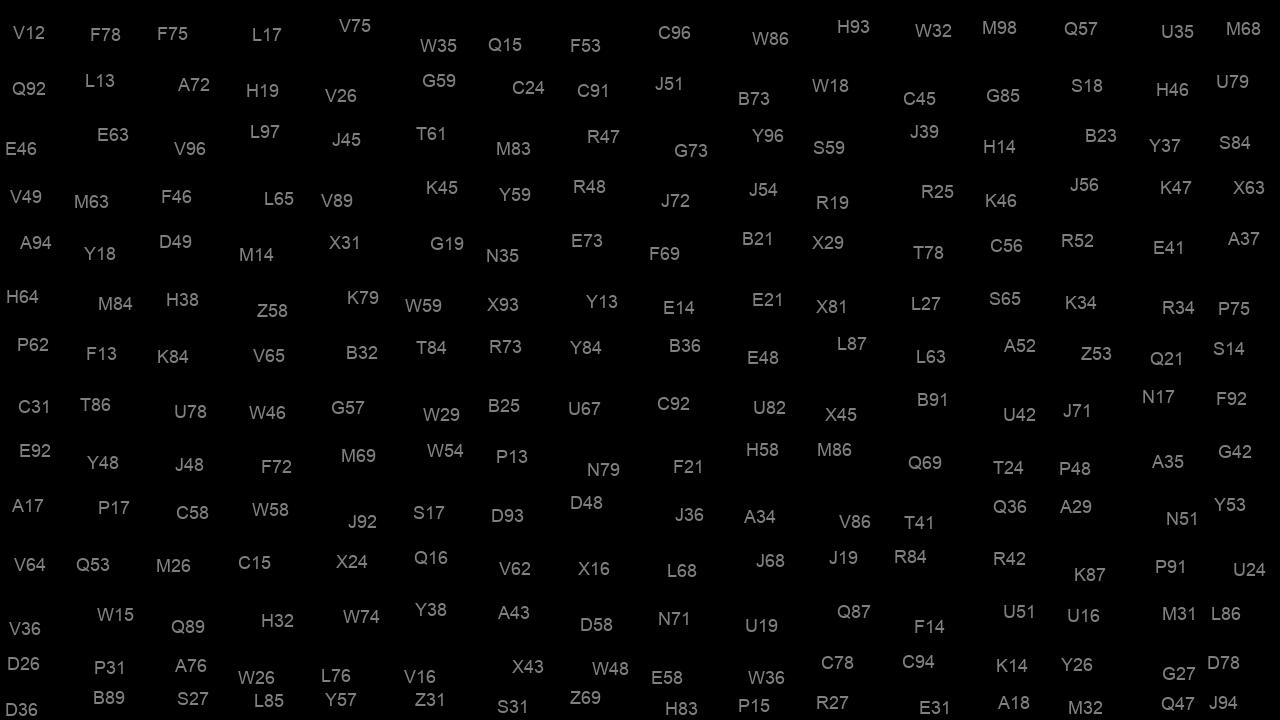 V12 F78 F75 L17 V75 W35 Q15 F53 C96 W86 H93 W32 M98 Q57 U35 M68
Q92 L13 A72 H19 V26 G59 C24 C91 J51 B73 W18 C45 G85 S18 H46 U79
E46 E63 V96 L97 J45 T61 M83 R47 G73 Y96 S59 J39 H14 B23 Y37 S84
V49 M63 F46 L65 V89 K45 Y59 R48 J72 J54 R19 R25 K46 J56 K47 X63
A94 Y18 D49 M14 X31 G19 N35 E73 F69 B21 X29 T78 C56 R52 E41 A37
H64 M84 H38 Z58 K79 W59 X93 Y13 E14 E21 X81 L27 S65 K34 R34 P75
P62 F13 K84 V65 B32 T84 R73 Y84 B36 E48 L87 L63 A52 Z53 Q21 S14
C31 T86 U78 W46 G57 W29 B25 U67 C92 U82 X45 B91 U42 J71 N17 F92
E92 Y48 J48 F72 M69 W54 P13 N79 F21 H58 M86 Q69 T24 P48 A35 G42
A17 P17 C58 W58 J92 S17 D93 D48 J36 A34 V86 T41 Q36 A29 N51 Y53
V64 Q53 M26 C15 X24 Q16 V62 X16 L68 J68 J19 R84 R42 K87 P91 U24
V36 W15 Q89 H32 W74 Y38 A43 D58 N71 U19 Q87 F14 U51 U16 M31 L86
D26 P31 A76 W26 L76 V16 X43 W48 E58 W36 C78 C94 K14 Y26 G27 D78
D36 B89 S27 L85 Y57 Z31 S31 Z69 H83 P15 R27 E31 A18 M32 Q47 J94